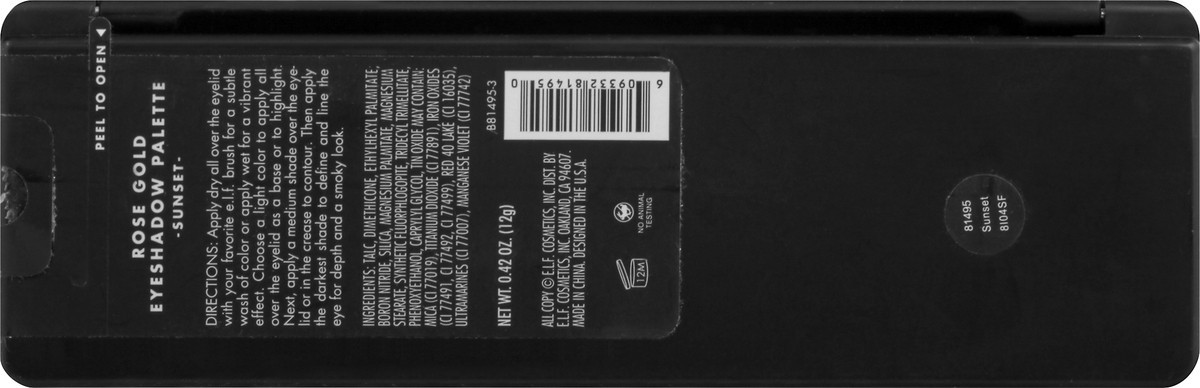 PEEL TO OPEN
ROSE GOLD
EYESHADOW PALETTE
-SUNSET-
DIRECTIONS: Apply dry all over the eyelid
with your favorite e.l.f. brush for a subtle
wash of color or apply wet for a vibrant
effect. Choose a light color to apply all
over the eyelid as a base or to highlight.
Next, apply a medium shade over the eye-
lid or in the crease to contour. Then apply
the darkest shade to define and line the
eye for depth and a smoky look.
INGREDIENTS: TALC, DIMETHICONE, ETHYLHEXYL PALMITATE,
BORON NITRIDE, SILICA, MAGNESIUM PALMITATE, MAGNESIUM
STEARATE, SYNTHETIC FLUORPHLOGOPITE, TRIDECYL TRIMELLITATE,
PHENOXYETHANOL, CAPRYLYL GLYCOL, TIN OXIDE MAY CONTAIN:
MICA (CI 77019), TITANIUM DIOXIDE (CI 77891), IRON OXIDES
(CI 77491, CI 77492, CI 77499), RED 40 LAKE (CI 16035),
ULTRAMARINES (CI 77007), MANGANESE VIOLET (CI 77742)
NET WT. 0.42 OZ. (12g)
B81495-3
6 09332 81495 0
ALL COPY © E.L.F. COSMETICS, INC. DIST. BY
E.L.F. COSMETICS, INC. OAKLAND, CA 94607.
MADE IN CHINA. DESIGNED IN THE U.S.A.
12M
NO ANIMAL
TESTING
81495
Sunset
8004SF